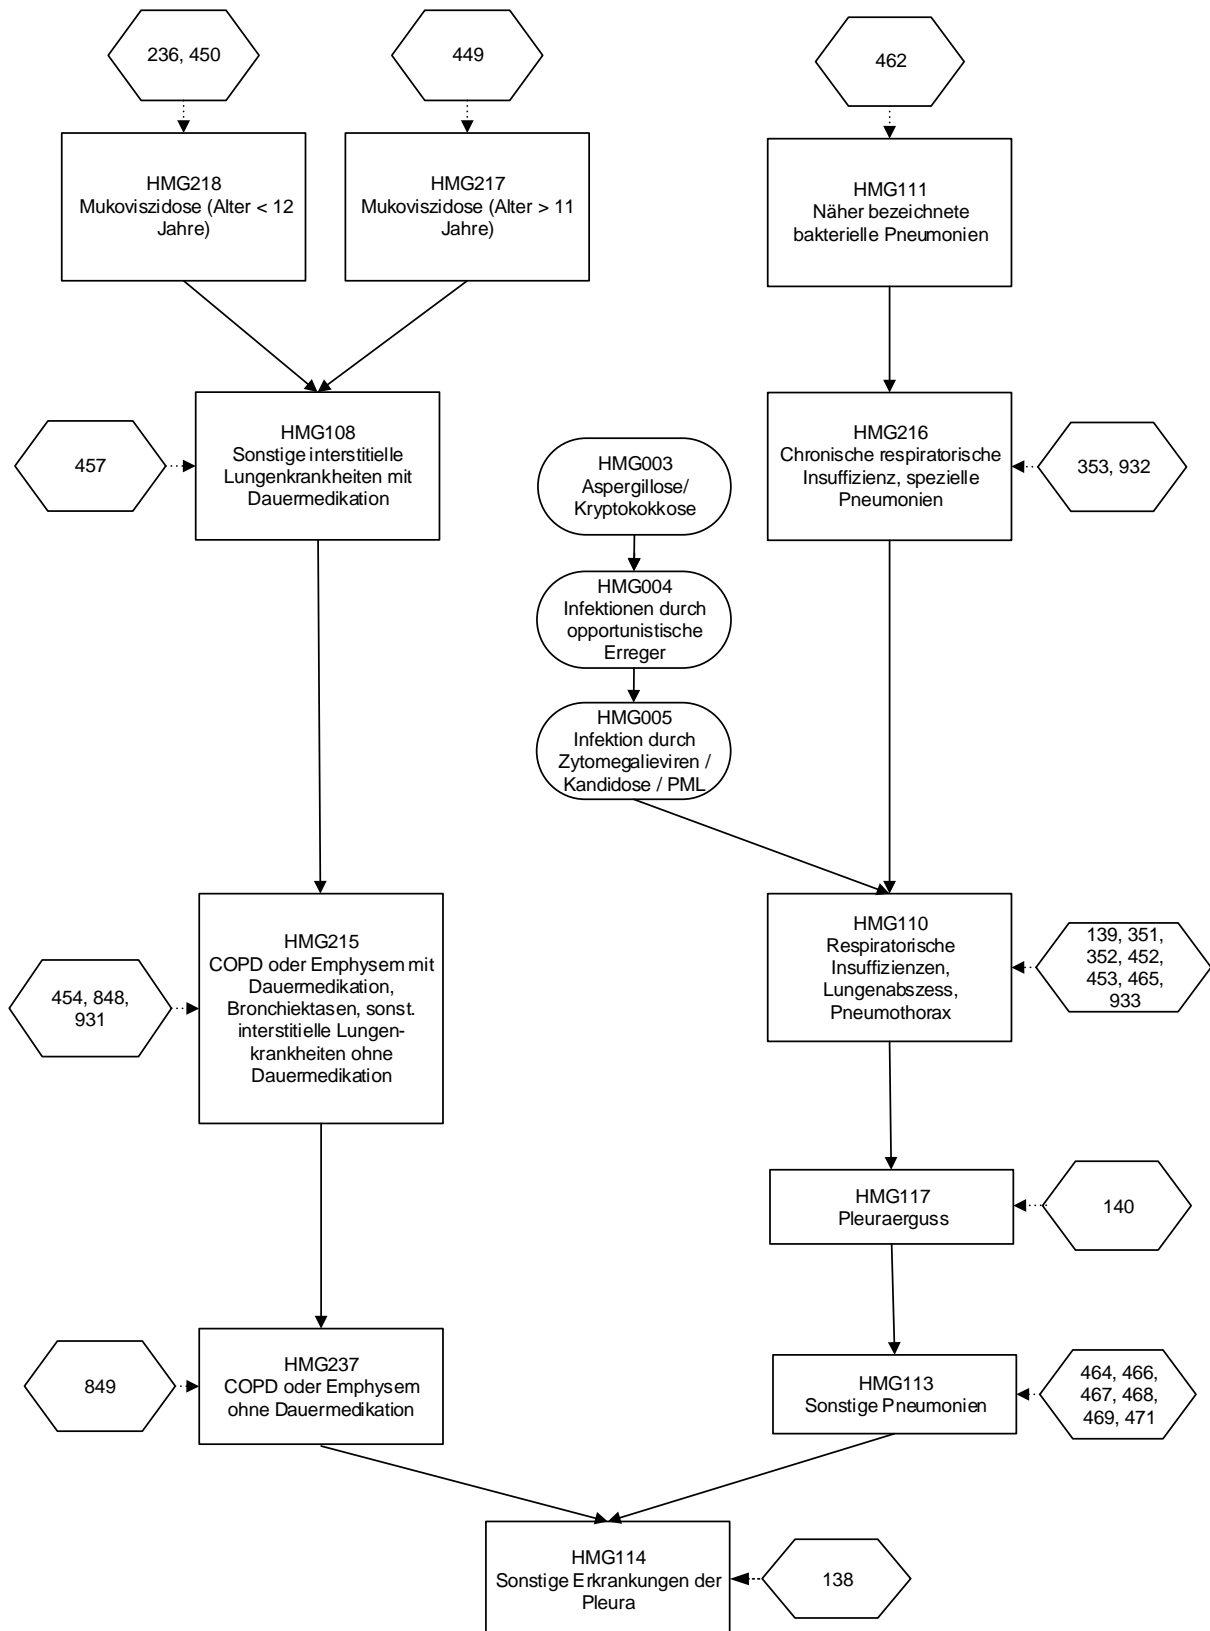 236, 450
449
462
HMG218
Mukoviszidose (Alter < 12
Jahre)
HMG217
Mukoviszidose (Alter > 11
Jahre)
HMG111
Näher bezeichnete
bakterielle Pneumonien
457
HMG108
Sonstige interstitielle
Lungenkrankheiten mit
Dauermedikation
HMG003
Aspergillose/
Kryptokokkose
HMG216
Chronische respiratorische
Insuffizienz, spezielle
Pneumonien
353, 932
HMG004
Infektionen durch
opportunistische
Erreger
HMG005
Infektion durch
Zytomegalieviren /
Kandidose / PML
454, 848,
931
HMG215
COPD oder Emphysem mit
Dauermedikation,
Bronchiektasen, sonst.
interstitielle Lungen-
krankheiten ohne
Dauermedikation
HMG110
Respiratorische
Insuffizienzen,
Lungenabszess,
Pneumothorax
139, 351,
352, 452,
453, 465,
933
HMG117
Pleuraerguss
140
849
HMG237
COPD oder Emphysem
ohne Dauermedikation
HMG113
Sonstige Pneumonien
464, 466,
467, 468,
469, 471
HMG114
Sonstige Erkrankungen der
Pleura
138